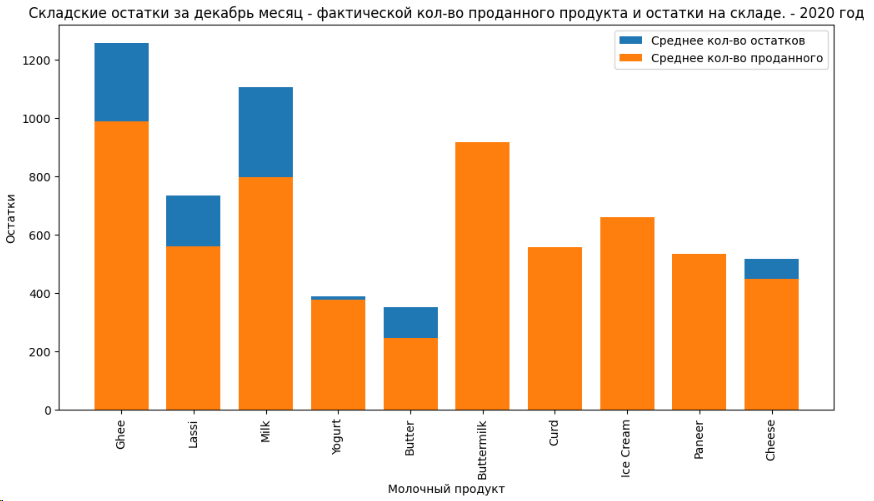 Складские остатки за декабрь месяц - фактической кол-во проданного продукта и остатки на складе. - 2020 год
Среднее кол-во остатков
Среднее кол-во проданного
Остатки
1200
1000
800
600
400
200
0
Ghee
Lassi
Milk
Yogurt
Butter
Buttermilk
Curd
Ice Cream
Paneer
Cheese
Молочный продукт